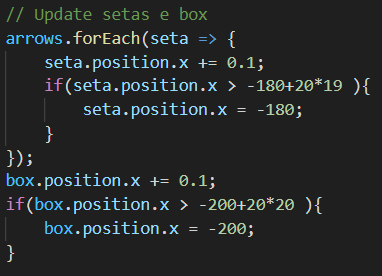 // Update setas e box
arrows.forEach(seta => {
    seta.position.x += 0.1;
    if(seta.position.x > -180+20*19 ){
        seta.position.x = -180;
    }
});
box.position.x += 0.1;
if(box.position.x > -200+20*20 ){
    box.position.x = -200;
}